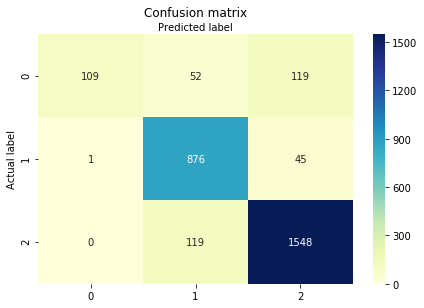 Confusion matrix
Predicted label
0 109 52 119
1 1 876 45
2 0 119 1548
0 1 2
Actual label
1500
1200
900
600
300
0